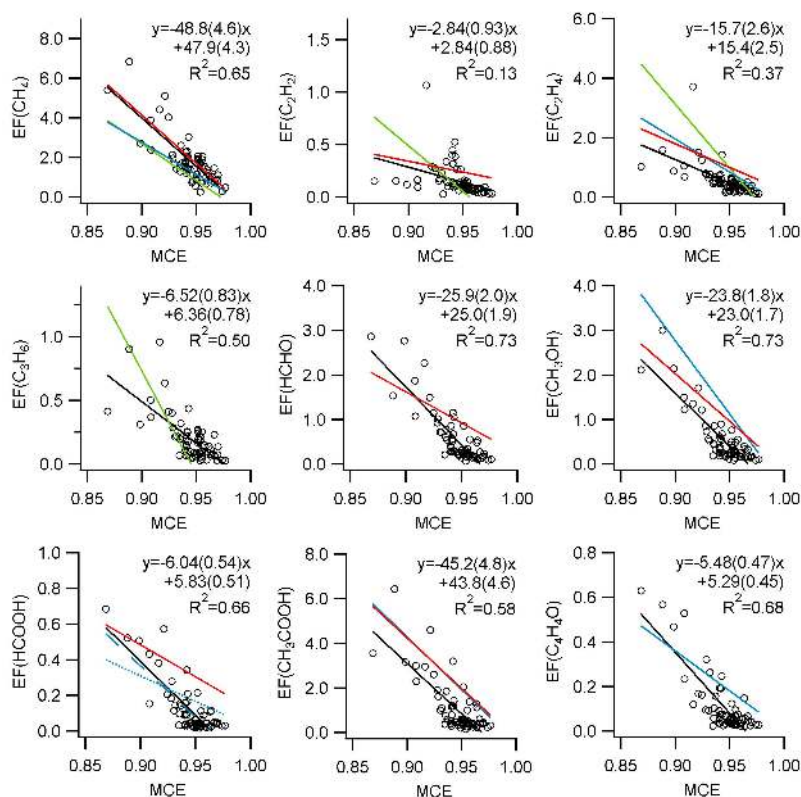 y=-48.8(4.6)x
+47.9(4.3)
R²=0.65
EF(CH₄)
8.0
6.0
4.0
2.0
0.0
0.85 0.90 0.95 1.00
MCE
y=-2.84(0.93)x
+2.84(0.88)
R²=0.13
EF(C₂H₂)
1.5
1.0
0.5
0.0
0.85 0.90 0.95 1.00
MCE
y=-15.7(2.6)x
+15.4(2.5)
R²=0.37
EF(C₂H₄)
6.0
4.0
2.0
0.0
0.85 0.90 0.95 1.00
MCE
y=-6.52(0.83)x
+6.36(0.78)
R²=0.50
EF(C₃H₆)
1.0
0.5
0.0
0.85 0.90 0.95 1.00
MCE
y=-25.9(2.0)x
+25.0(1.9)
R²=0.73
EF(HCHO)
4.0
3.0
2.0
1.0
0.0
0.85 0.90 0.95 1.00
MCE
y=-23.8(1.8)x
+23.0(1.7)
R²=0.73
EF(CH₃OH)
4.0
3.0
2.0
1.0
0.0
0.85 0.90 0.95 1.00
MCE
y=-6.04(0.54)x
+5.83(0.51)
R²=0.66
EF(HCOOH)
1.0
0.8
0.6
0.4
0.2
0.0
0.85 0.90 0.95 1.00
MCE
y=-45.2(4.8)x
+43.8(4.6)
R²=0.58
EF(CH₃COOH)
8.0
6.0
4.0
2.0
0.0
0.85 0.90 0.95 1.00
MCE
y=-5.48(0.47)x
+5.29(0.45)
R²=0.68
EF(C₄H₄O)
0.8
0.6
0.4
0.2
0.0
0.85 0.90 0.95 1.00
MCE